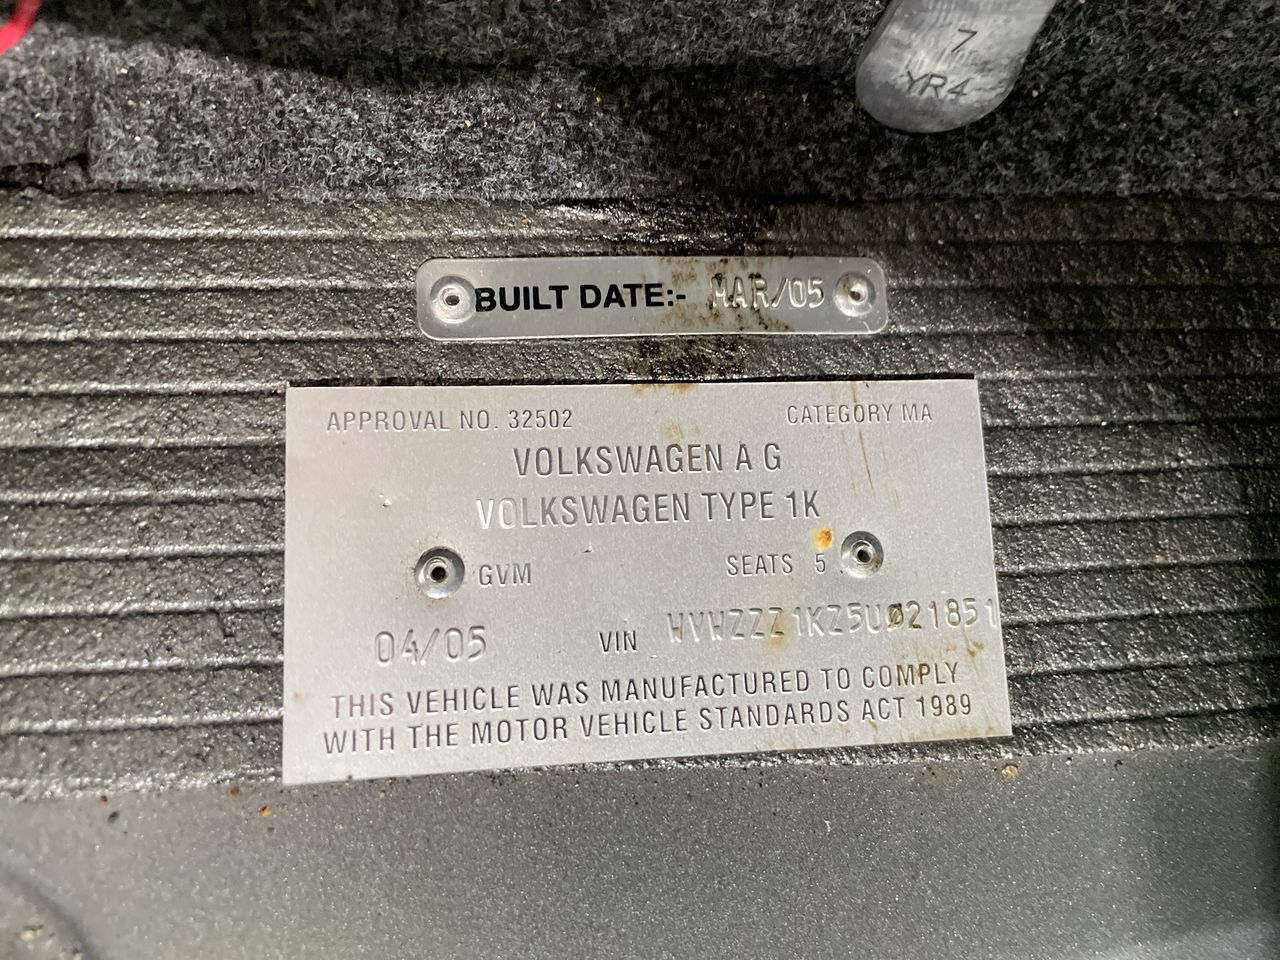 7
YR4
BUILT DATE:- MAR/05
APPROVAL NO. 32502 CATEGORY MA
VOLKSWAGEN A G
VOLKSWAGEN TYPE 1K
GVM SEATS 5
04/05 VIN WVWZZZ1KZ5U021851
THIS VEHICLE WAS MANUFACTURED TO COMPLY
WITH THE MOTOR VEHICLE STANDARDS ACT 1989